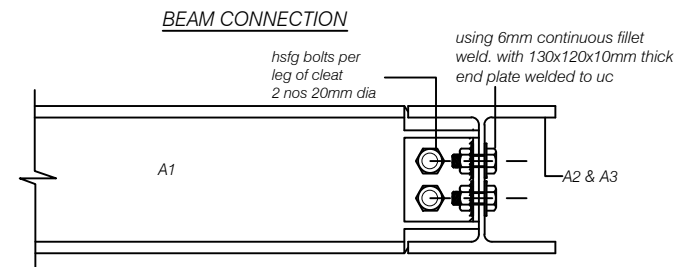 BEAM CONNECTION
hsfg bolts per
leg of cleat
2 nos 20mm dia
using 6mm continuous fillet
weld. with 130x120x10mm thick
end plate welded to uc
A1
A2 & A3